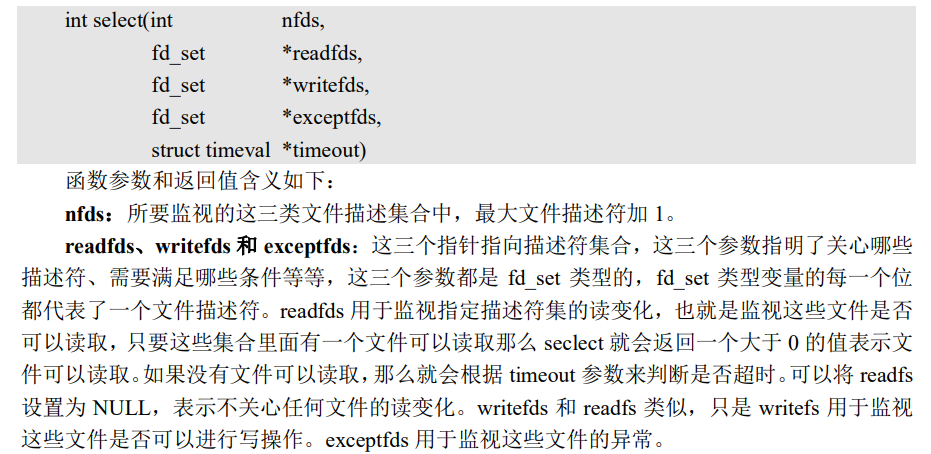 int select(int nfds,
fd_set *readfds,
fd_set *writefds,
fd_set *exceptfds,
struct timeval *timeout)
函数参数和返回值含义如下：
nfds：所要监视的这三类文件描述集合中，最大文件描述符加 1。
readfds、writefds 和 exceptfds：这三个指针指向描述符集合，这三个参数指明了关心哪些
描述符、需要满足哪些条件等等，这三个参数都是 fd_set 类型的，fd_set 类型变量的每一个位
都代表了一个文件描述符。readfds 用于监视指定描述符集的读变化，也就是监视这些文件是否
可以读取，只要这些集合里面有一个文件可以读取那么 seclect 就会返回一个大于 0 的值表示文
件可以读取。如果没有文件可以读取，那么就会根据 timeout 参数来判断是否超时。可以将 readfs
设置为 NULL，表示不关心任何文件的读变化。writefds 和 readfs 类似，只是 writefs 用于监视
这些文件是否可以进行写操作。exceptfds 用于监视这些文件的异常。